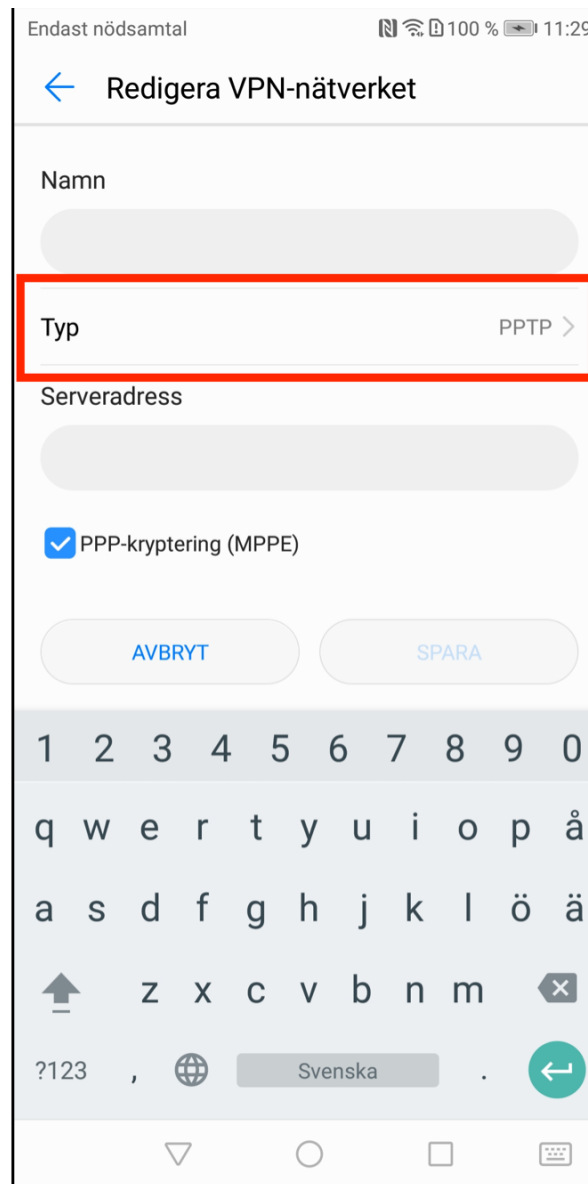 Endast nödsamtal 100 % 11:29
Redigera VPN-nätverket
Namn
Typ PPTP
Serveradress
PPP-kryptering (MPPE)
AVBRYT SPARA
1 2 3 4 5 6 7 8 9 0
q w e r t y u i o p å
a s d f g h j k l ö ä
z x c v b n m
?123 , Svenska .